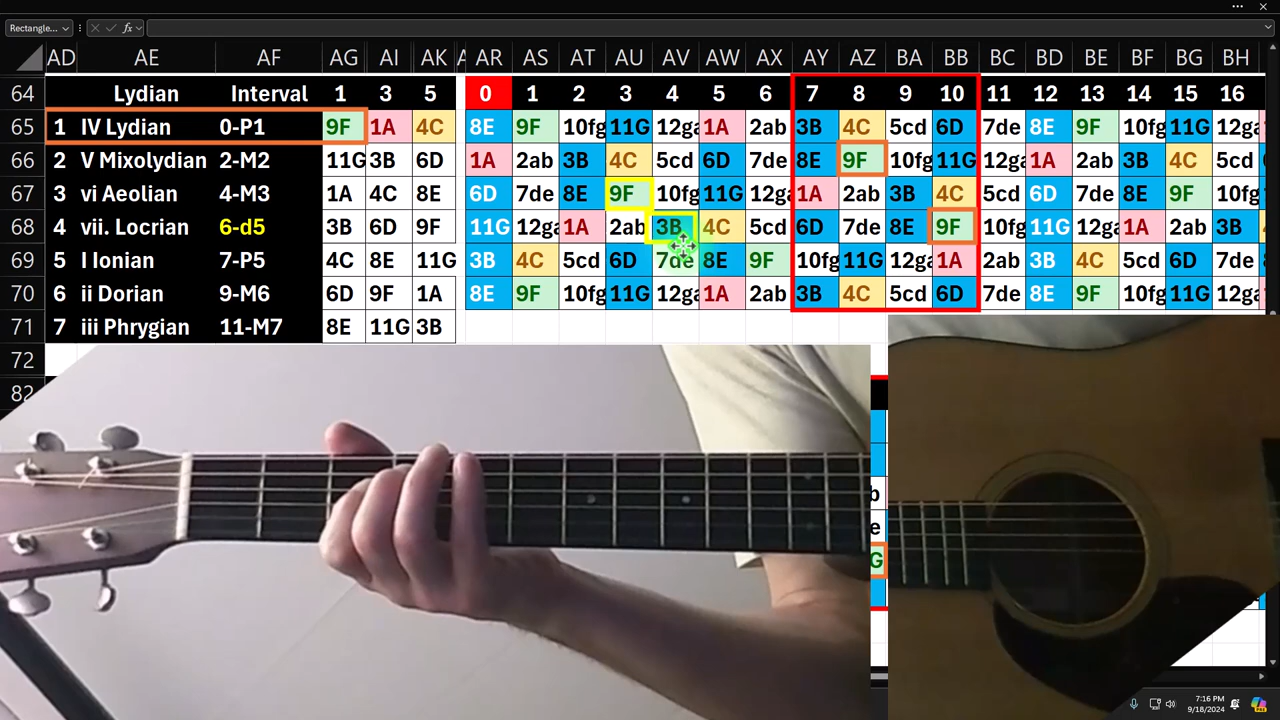 Rectangle... fx
AD AE AF AG AI AK A AR AS AT AU AV AW AX AY AZ BA BB BC BD BE BF BG BH
64 Lydian Interval 1 3 5 0 1 2 3 4 5 6 7 8 9 10 11 12 13 14 15 16
65 1 IV Lydian 0-P1 9F 1A 4C 8E 9F 10fg 11G 12ga 1A 2ab 3B 4C 5cd 6D 7de 8E 9F 10fg 11G 12ga
66 2 V Mixolydian 2-M2 11G 3B 6D 1A 2ab 3B 4C 5cd 6D 7de 8E 9F 10fg 11G 12ga 1A 2ab 3B 4C 5cd
67 3 vi Aeolian 4-M3 1A 4C 8E 6D 7de 8E 9F 10fg 11G 12ga 1A 2ab 3B 4C 5cd 6D 7de 8E 9F 10fg
68 4 vii. Locrian 6-d5 3B 6D 9F 11G 12ga 1A 2ab 3B 4C 5cd 6D 7de 8E 9F 10fg 11G 12ga 1A 2ab 3B
69 5 I Ionian 7-P5 4C 8E 11G 3B 4C 5cd 6D 7de 8E 9F 10fg 11G 12ga 1A 2ab 3B 4C 5cd 6D 7de
70 6 ii Dorian 9-M6 6D 9F 1A 8E 9F 10fg 11G 12ga 1A 2ab 3B 4C 5cd 6D 7de 8E 9F 10fg 11G 12ga
71 7 iii Phrygian 11-M7 8E 11G 3B
72
82
b
e
G
7:16 PM
9/18/2024